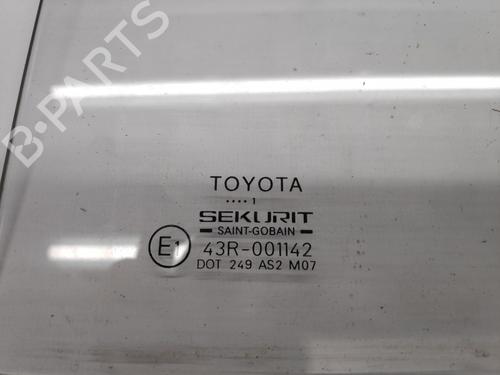 B-PARTS
TOYOTA
.... 1
SEKURIT
SAINT-GOBAIN
E1 43R-001142
DOT 249 AS2 M07